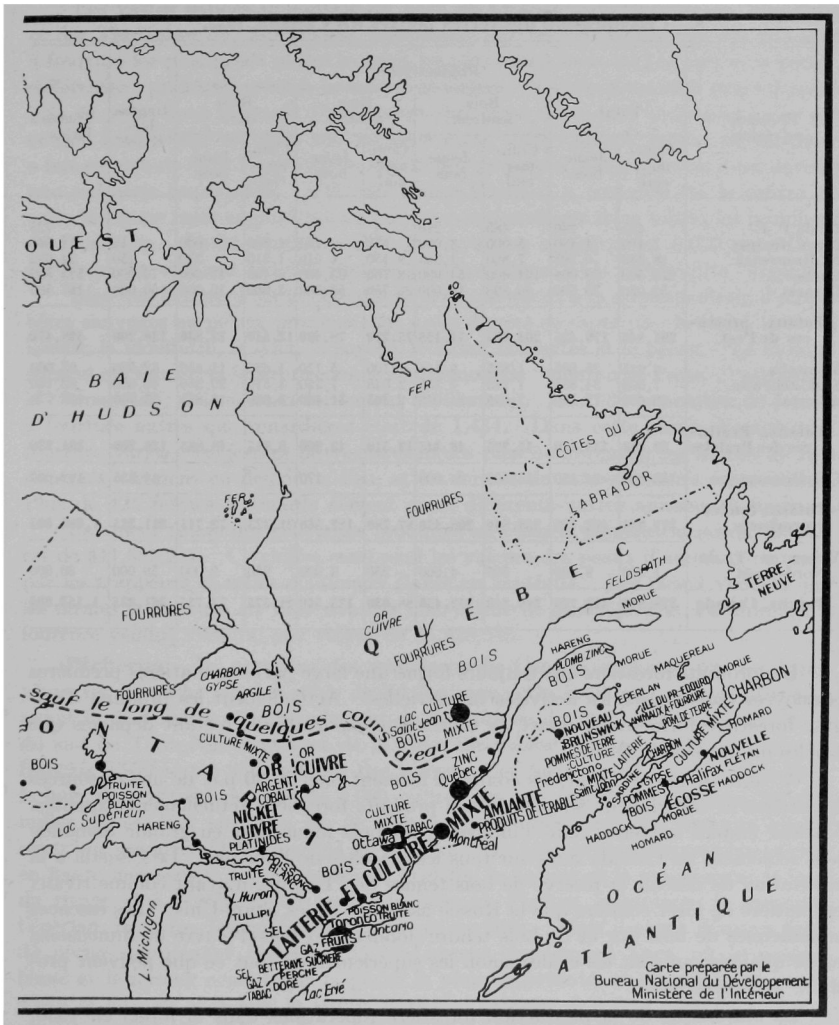 OUEST
BAIE
D' HUDSON
FER
CÔTES DU
LABRADOR
FOURRURES
FER
QUÉBEC
FELDSPATH
TERRE-
NEUVE
MORUE
OR
CUIVRE
FOURRURES
FOURRURES
BOIS
HARENG
PLOMB ZINC
BOIS
MORUE
MAQUEREAU
MORUE
CHARBON
GYPSE
ARGILE
FOURRURES
BOIS
sauf le long de quelques cours d'eau
Lac
Saint Jean
CULTURE
MIXTE
BOIS
EPERLAN
ILE DU PR-EDOURD
ANIMAUX A FOURRURE
POM. DE TERRE
CHARBON
CULTURE MIXTE
HOMARD
BOIS
NOUVEAU
BRUNSWICK
POMMES DE TERRE
CULTURE
MIXTE
LAITERIE
Fredericton
Saint John
SARDINE
CHARBON
GYPSE
POMMES
BOIS
NOUVELLE
ÉCOSSE
Halifax
FLÉTAN
HADDOCK
MORUE
HADDOCK
HOMARD
ONTARIO
BOIS
CULTURE MIXTE
OR
CUIVRE
OR
ARGENT
COBALT
NICKEL
CUIVRE
PLATINIDES
BOIS
BOIS
ZINC
Québec
TRUITE
POISSON
BLANC
Lac Supérieur
HARENG
CULTURE
MIXTE
TABAC
Ottawa
Montréal
AMIANTE
PRODUITS DE L'ÉRABLE
BOIS
LAITERIE ET CULTURE MIXTE
POISSON
BLANC
TRUITE
L. Huron
TULLIPI
SEL
L. Michigan
POISSON BLANC
Toronto
TRUITE
L. Ontario
GAZ
FRUITS
BETTERAVE SUCRIÈRE
SEL
GAZ
TABAC
PERCHE
DORÉ
Lac Erié
OCÉAN
ATLANTIQUE
Carte préparée par le
Bureau National du Développement
Ministère de l'Intérieur